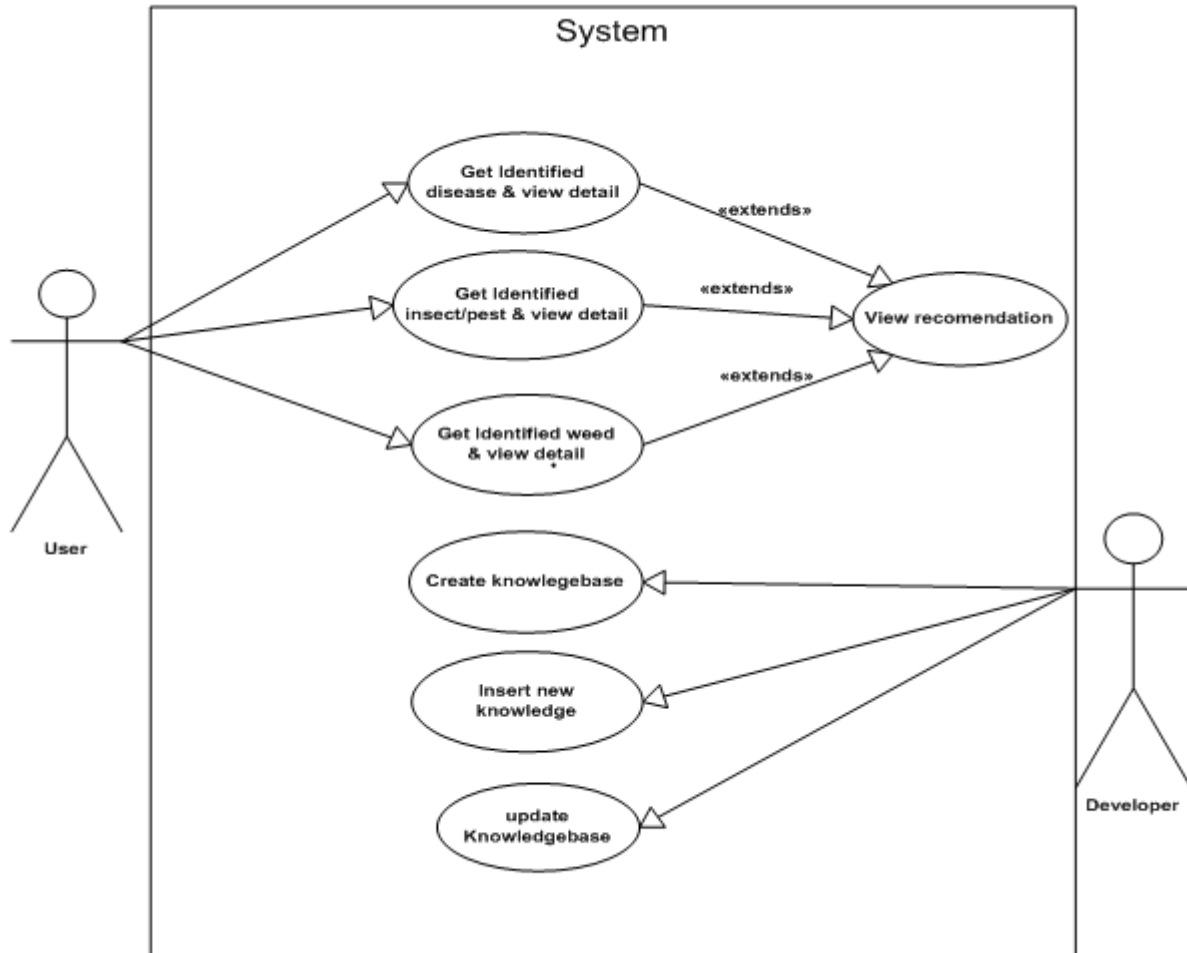 System
Get Identified
disease & view detail
«extends»
Get Identified
insect/pest & view detail
«extends»
View recomendation
«extends»
Get Identified weed
& view detail
User
Create knowlegebase
Insert new
knowledge
update
Knowledgebase
Developer